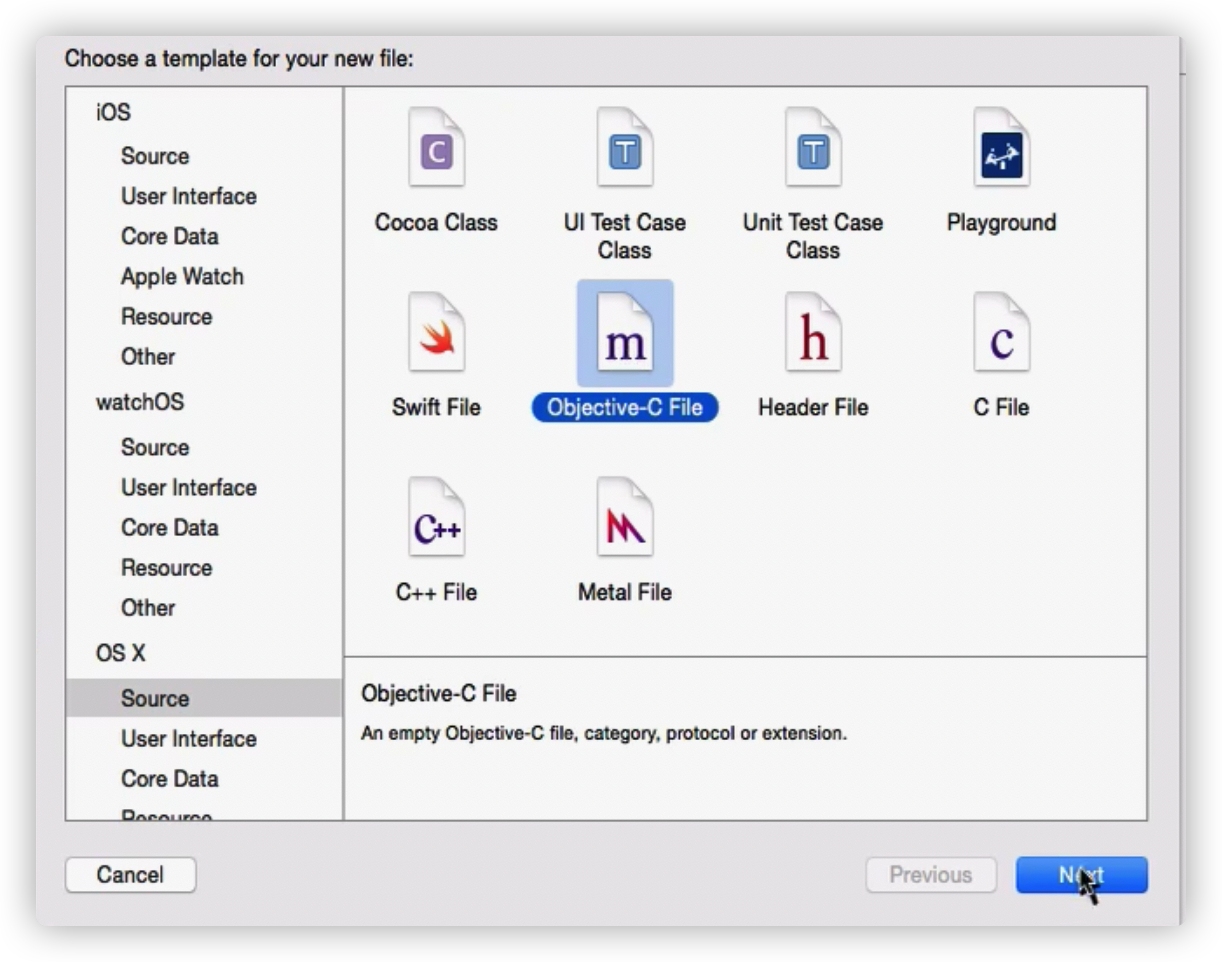 Choose a template for your new file:
iOS
Source
User Interface
Core Data
Apple Watch
Resource
Other
watchOS
Source
User Interface
Core Data
Resource
Other
OS X
Source
User Interface
Core Data
Resource
C
T
T
Cocoa Class
UI Test Case
Class
Unit Test Case
Class
Playground
m
h
c
Swift File
Objective-C File
Header File
C File
C++
C++ File
Metal File
Objective-C File
An empty Objective-C file, category, protocol or extension.
Cancel
Previous
Next